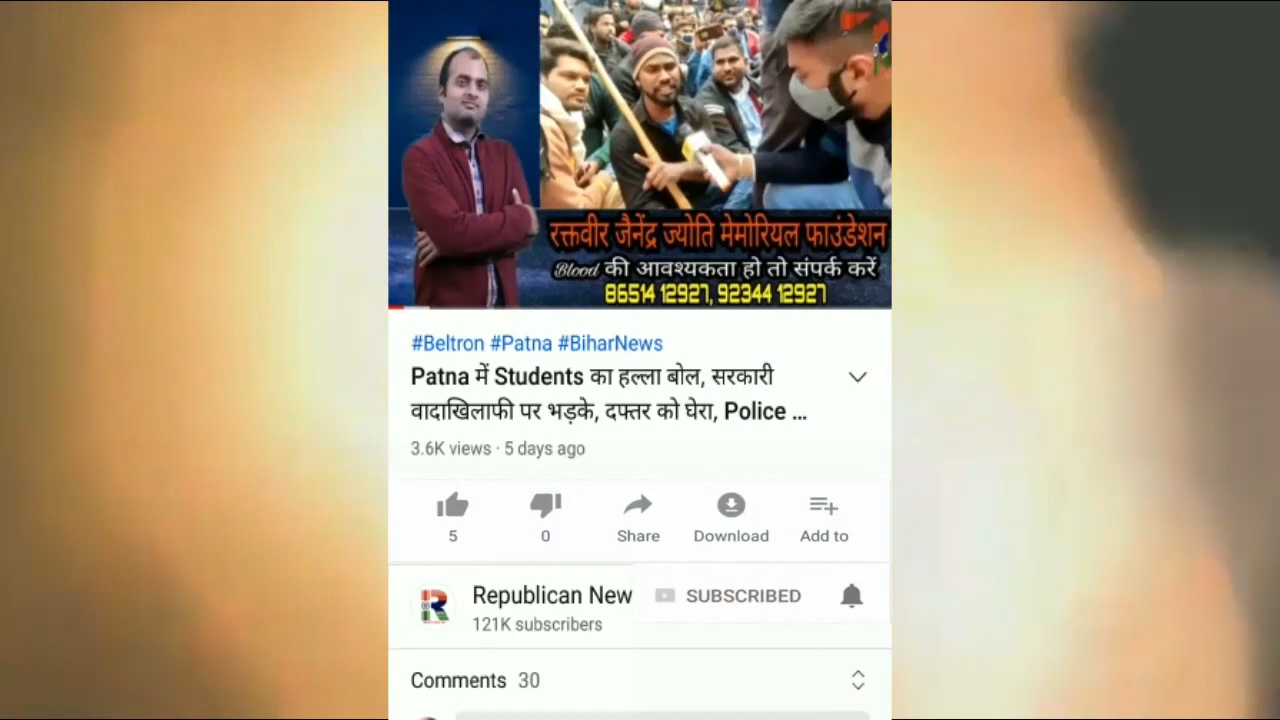 रक्तवीर जैनेंद्र ज्योति मेमोरियल फाउंडेशन
Blood की आवश्यकता हो तो संपर्क करें
86514 12927, 92344 12927
#Beltron #Patna #BiharNews
Patna में Students का हल्ला बोल, सरकारी
वादाखिलाफी पर भड़के, दफ्तर को घेरा, Police ...
3.6K views · 5 days ago
5
0
Share
Download
Add to
Republican New
SUBSCRIBED
121K subscribers
Comments 30